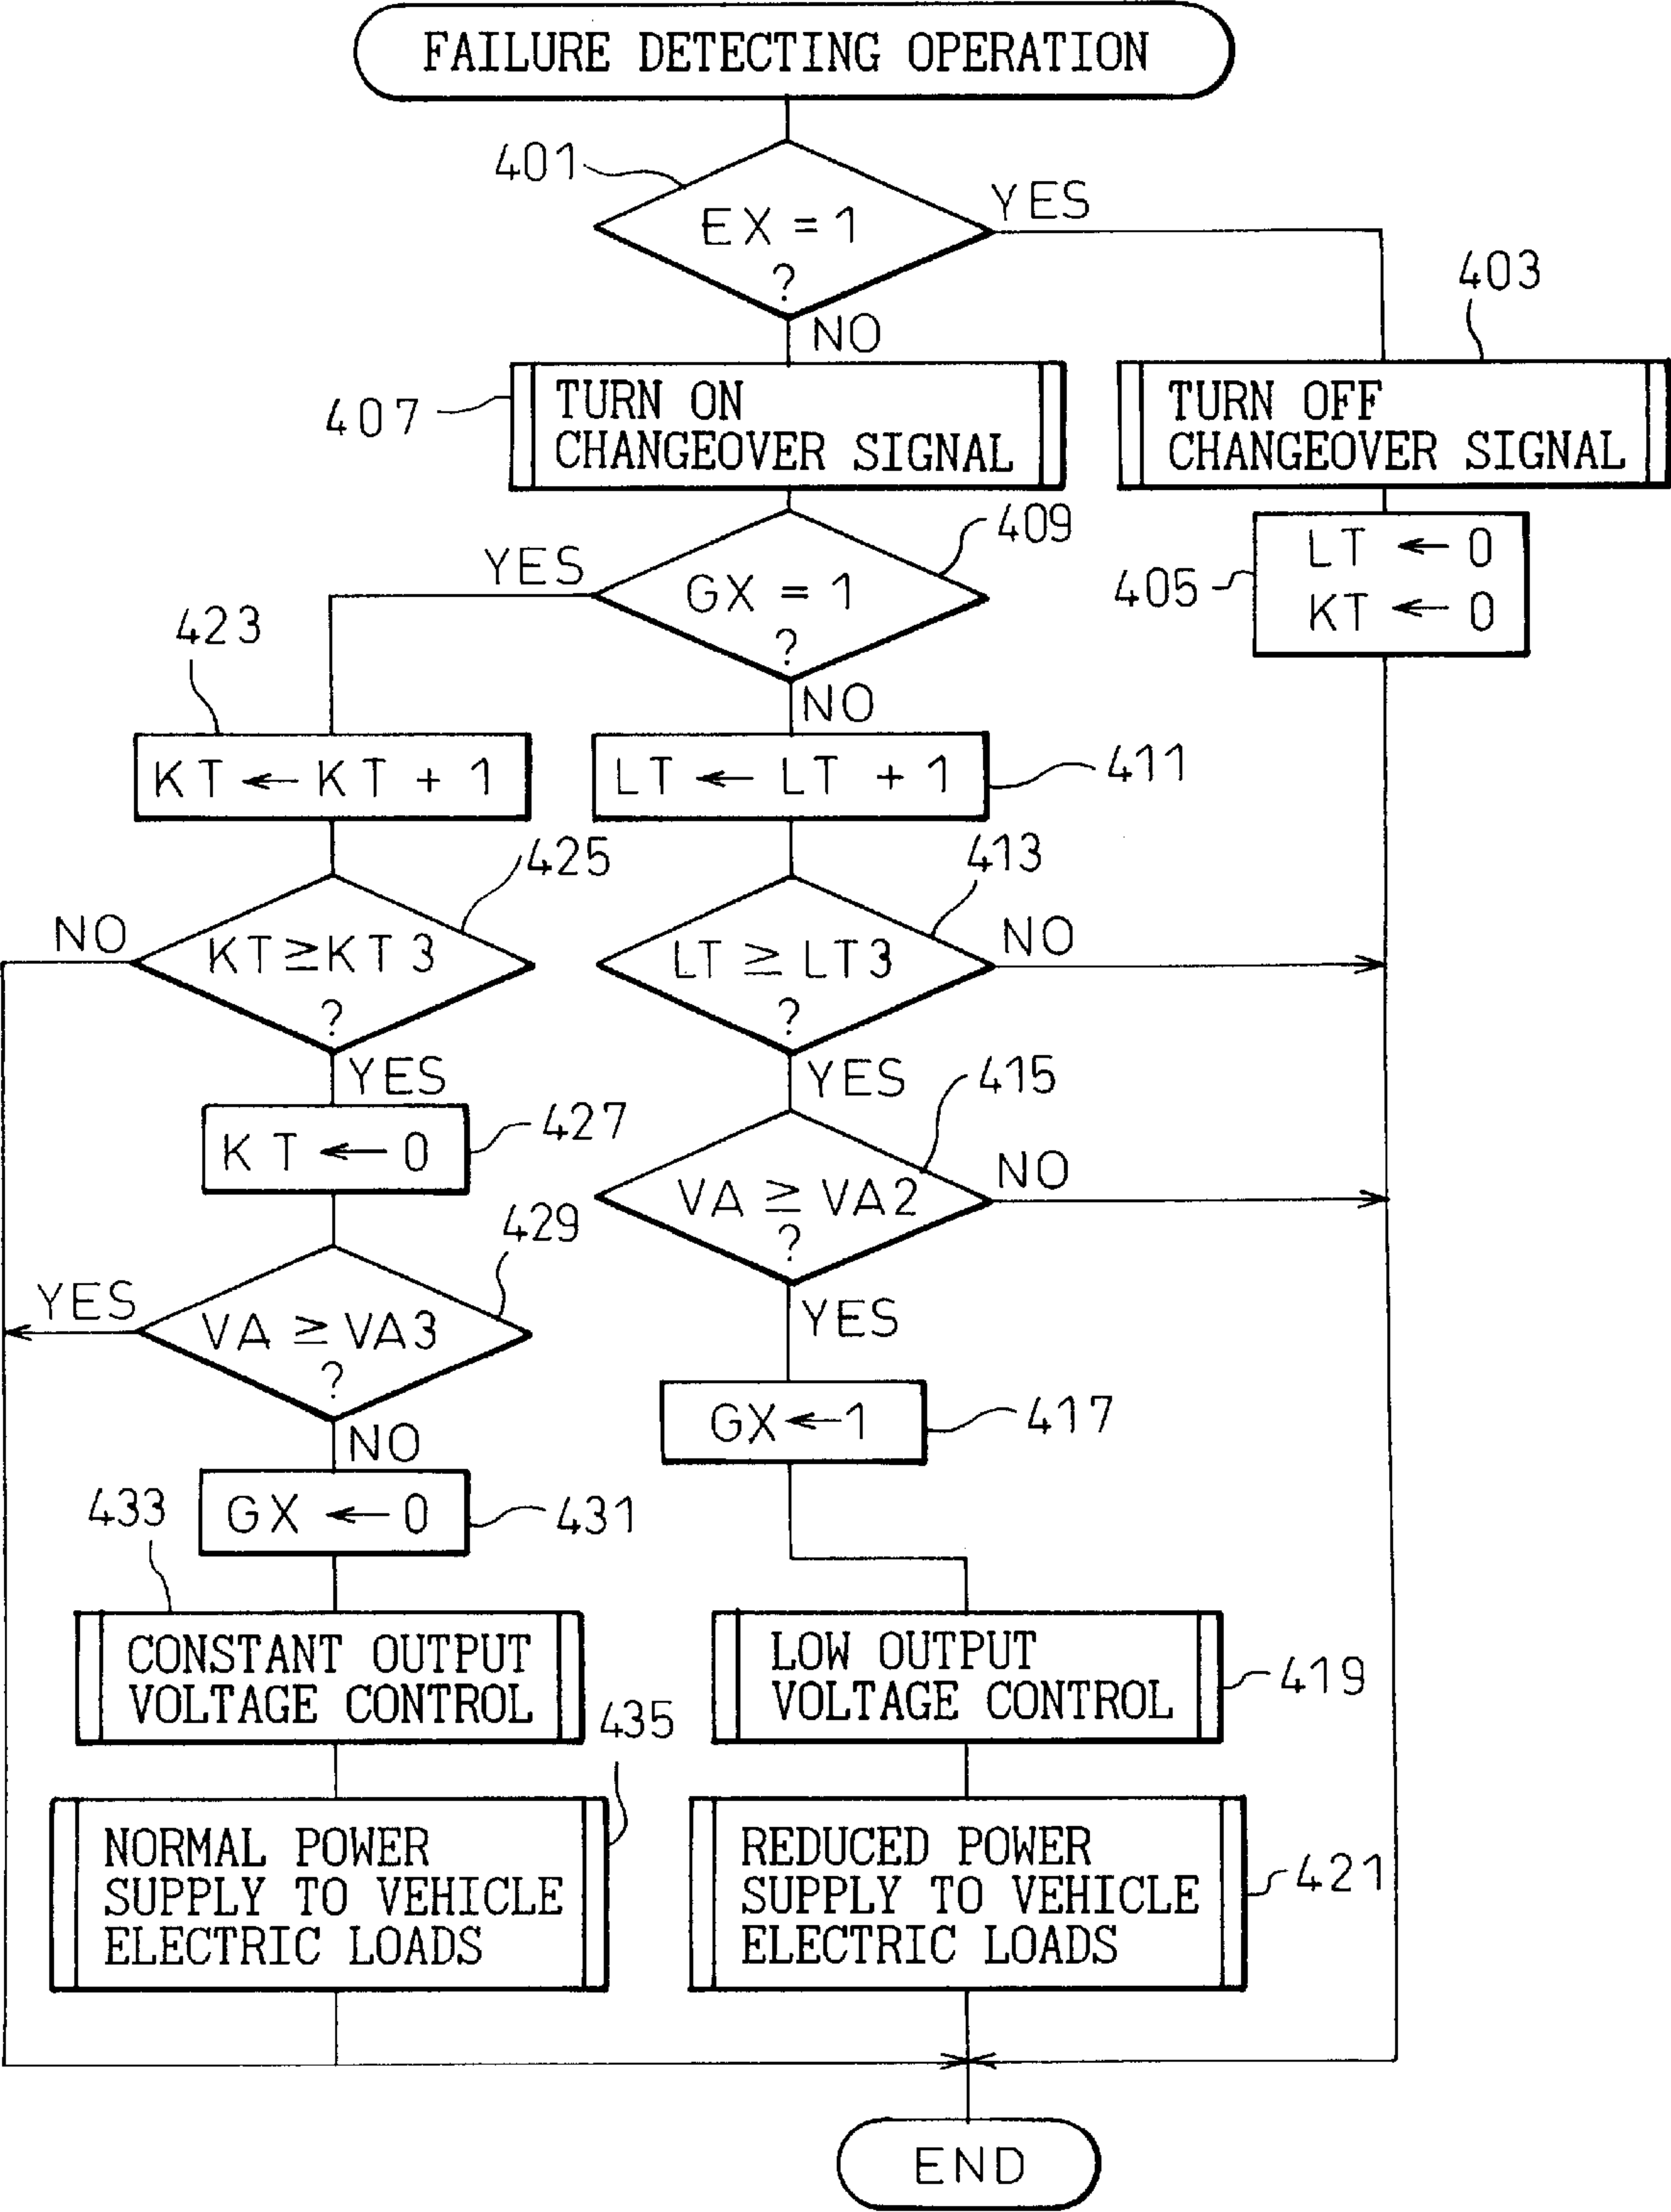 FAILURE DETECTING OPERATION
401
EX = 1
?
YES
NO
403
407
TURN ON
CHANGEOVER SIGNAL
TURN OFF
CHANGEOVER SIGNAL
409
YES
GX = 1
?
NO
405
LT ← 0
KT ← 0
423
KT ← KT + 1
LT ← LT + 1
411
425
413
NO
KT ≧ KT3
?
YES
LT ≧ LT3
?
NO
YES
415
KT ← 0
427
VA ≧ VA2
?
NO
YES
429
YES
VA ≧ VA3
?
NO
GX ← 1
417
433
GX ← 0
431
CONSTANT OUTPUT
VOLTAGE CONTROL
435
LOW OUTPUT
VOLTAGE CONTROL
419
NORMAL POWER
SUPPLY TO VEHICLE
ELECTRIC LOADS
REDUCED POWER
SUPPLY TO VEHICLE
ELECTRIC LOADS
421
END